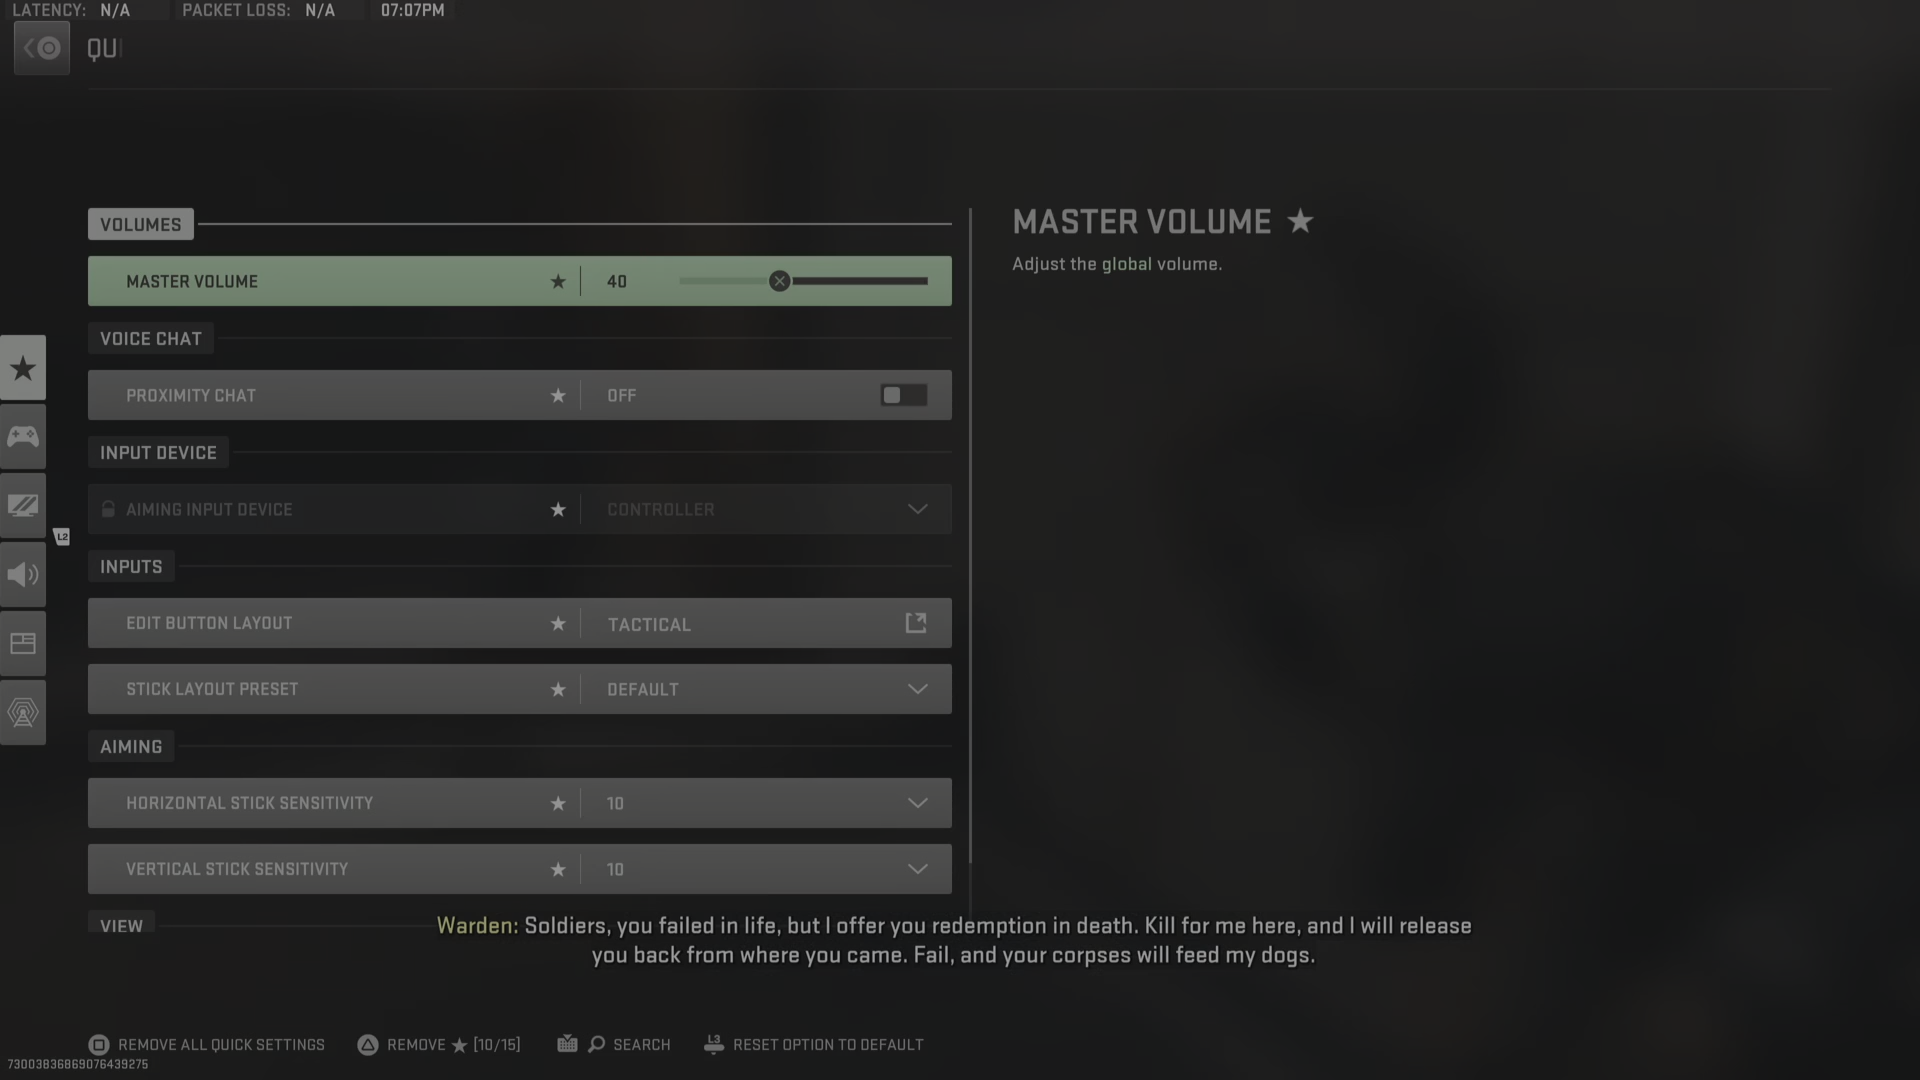 LATENCY: N/A PACKET LOSS: N/A 07:07PM
QUI
VOLUMES
MASTER VOLUME 40
VOICE CHAT
PROXIMITY CHAT OFF
INPUT DEVICE
AIMING INPUT DEVICE CONTROLLER
L2
INPUTS
EDIT BUTTON LAYOUT TACTICAL
STICK LAYOUT PRESET DEFAULT
AIMING
HORIZONTAL STICK SENSITIVITY 10
VERTICAL STICK SENSITIVITY 10
VIEW
MASTER VOLUME
Adjust the global volume.
Warden: Soldiers, you failed in life, but I offer you redemption in death. Kill for me here, and I will release
you back from where you came. Fail, and your corpses will feed my dogs.
REMOVE ALL QUICK SETTINGS REMOVE ★ [10/15] SEARCH L3 RESET OPTION TO DEFAULT
73003836869076439275